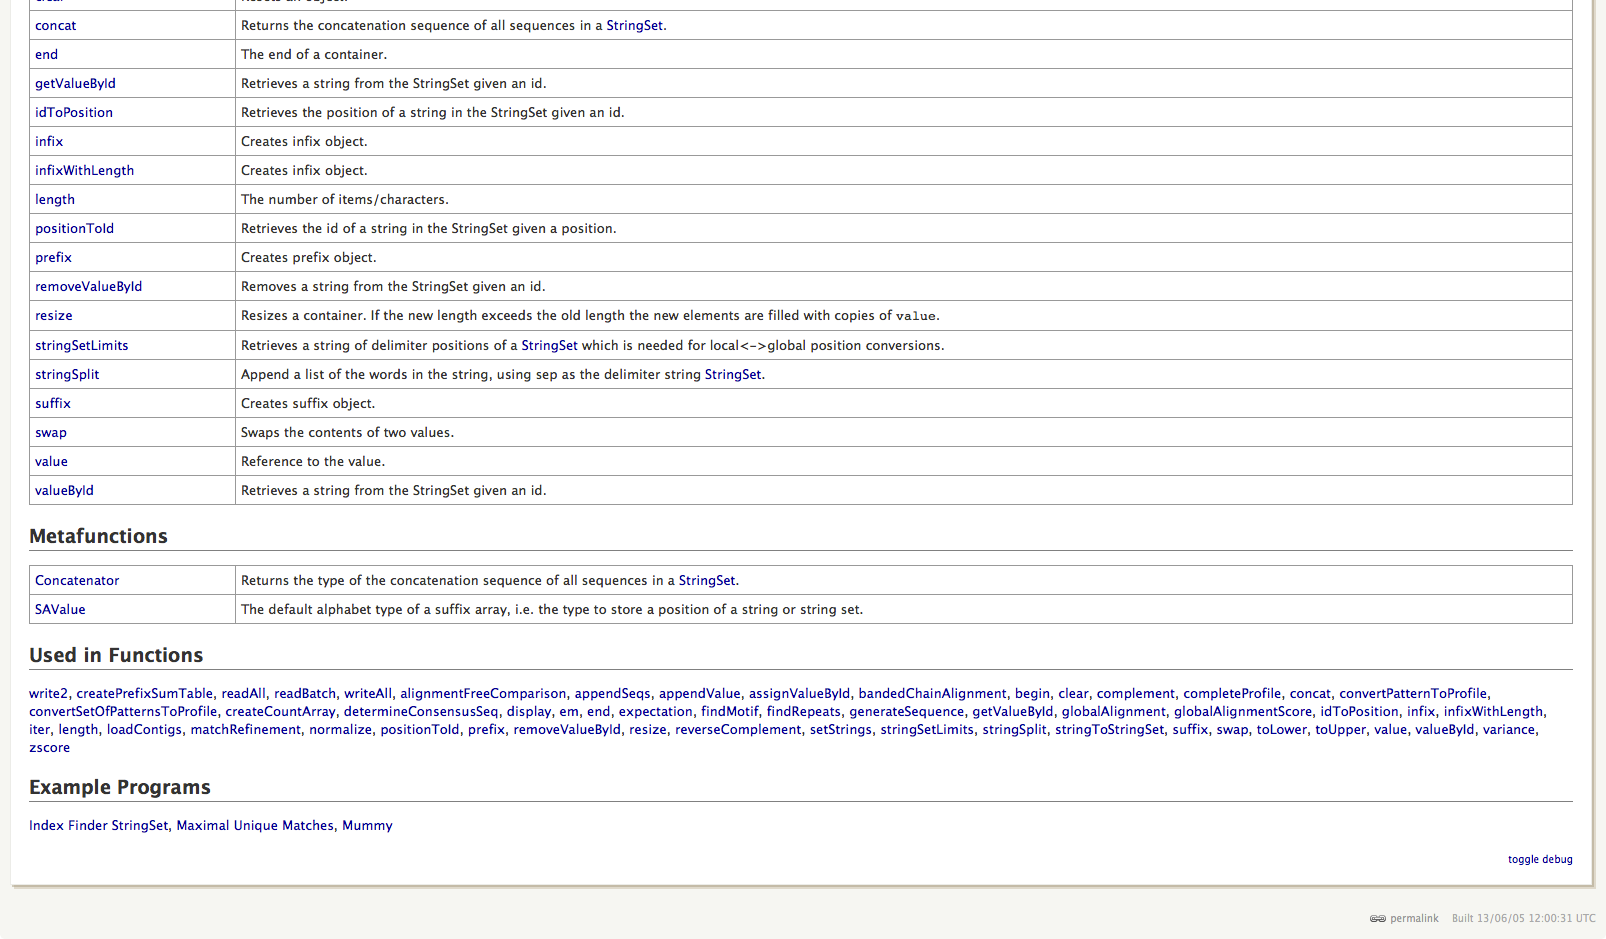 clear Resets an object.
concat Returns the concatenation sequence of all sequences in a StringSet.
end The end of a container.
getValueById Retrieves a string from the StringSet given an id.
idToPosition Retrieves the position of a string in the StringSet given an id.
infix Creates infix object.
infixWithLength Creates infix object.
length The number of items/characters.
positionToId Retrieves the id of a string in the StringSet given a position.
prefix Creates prefix object.
removeValueById Removes a string from the StringSet given an id.
resize Resizes a container. If the new length exceeds the old length the new elements are filled with copies of value.
stringSetLimits Retrieves a string of delimiter positions of a StringSet which is needed for local<->global position conversions.
stringSplit Append a list of the words in the string, using sep as the delimiter string StringSet.
suffix Creates suffix object.
swap Swaps the contents of two values.
value Reference to the value.
valueById Retrieves a string from the StringSet given an id.
Metafunctions
Concatenator Returns the type of the concatenation sequence of all sequences in a StringSet.
SAValue The default alphabet type of a suffix array, i.e. the type to store a position of a string or string set.
Used in Functions
write2, createPrefixSumTable, readAll, readBatch, writeAll, alignmentFreeComparison, appendSeqs, appendValue, assignValueById, bandedChainAlignment, begin, clear, complement, completeProfile, concat, convertPatternToProfile,
convertSetOfPatternsToProfile, createCountArray, determineConsensusSeq, display, em, end, expectation, findMotif, findRepeats, generateSequence, getValueById, globalAlignment, globalAlignmentScore, idToPosition, infix, infixWithLength,
iter, length, loadContigs, matchRefinement, normalize, positionToId, prefix, removeValueById, resize, reverseComplement, setStrings, stringSetLimits, stringSplit, stringToStringSet, suffix, swap, toLower, toUpper, value, valueById, variance,
zscore
Example Programs
Index Finder StringSet, Maximal Unique Matches, Mummy
toggle debug
permalink Built 13/06/05 12:00:31 UTC